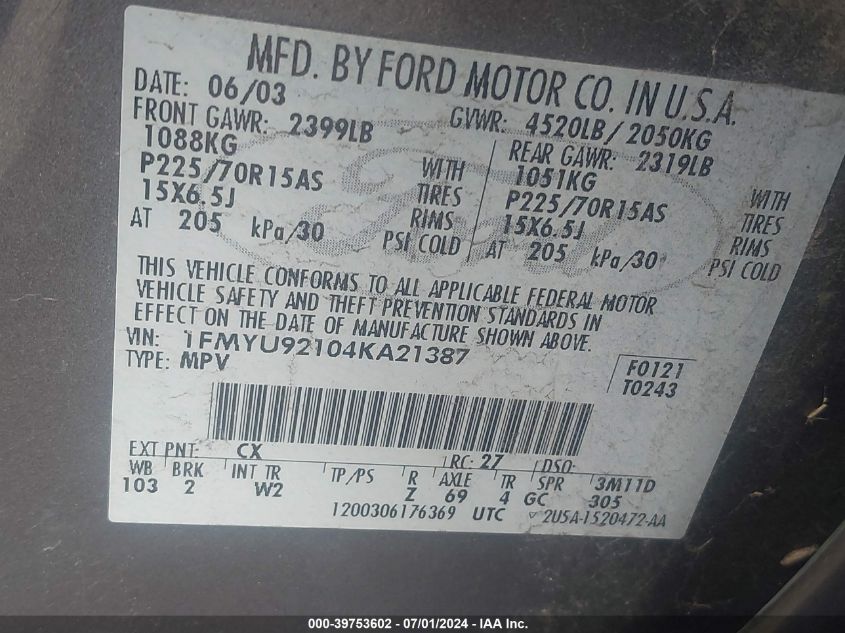 MFD. BY FORD MOTOR CO. IN U.S.A.
DATE: 06/03 GVWR: 4520LB/2050KG
FRONT GAWR: 2399LB REAR GAWR: 2319LB
1088KG WITH 1051KG WITH
P225/70R15AS TIRES P225/70R15AS TIRES
15X6.5J RIMS 15X6.5J RIMS
AT 205 kPa/30 PSI COLD AT 205 kPa/30 PSI COLD
THIS VEHICLE CONFORMS TO ALL APPLICABLE FEDERAL MOTOR
VEHICLE SAFETY AND THEFT PREVENTION STANDARDS IN
EFFECT ON THE DATE OF MANUFACTURE SHOWN ABOVE.
VIN: 1FMYU92104KA21387
TYPE: MPV
F0121
T0243
EXT PNT: CX RC: 27 DSO:
WB BRK INT TR TP/PS R AXLE TR SPR 3M11D
103 2 W2 Z 69 4 GC 305
1200306176369 UTC 2U5A-1520472-AA
000-39753602 - 07/01/2024 - IAA Inc.